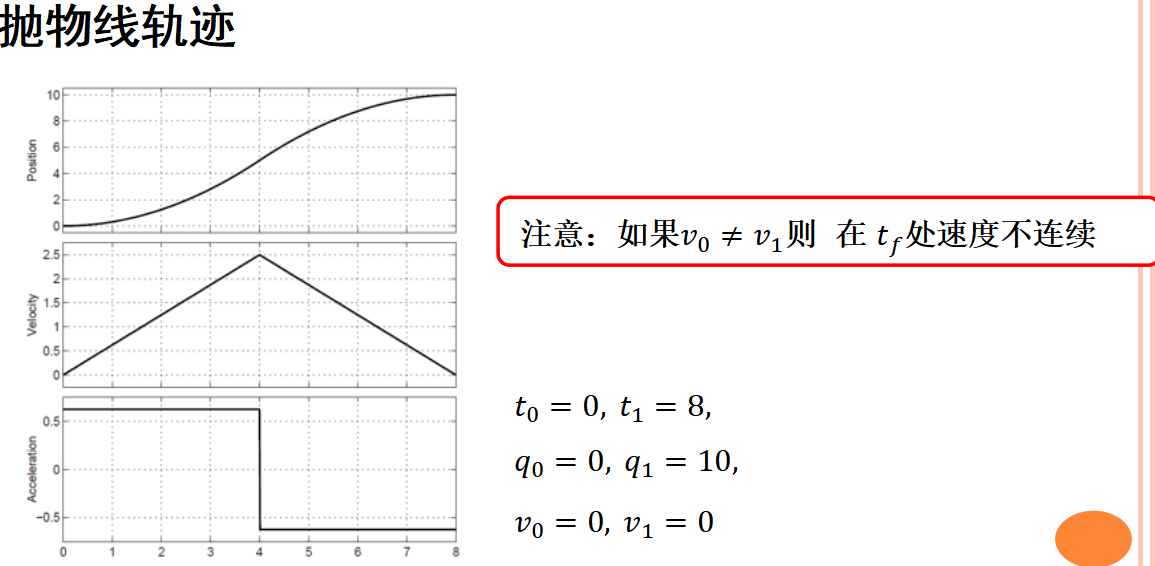 抛物线轨迹
10
8
6
4
2
0
Position
2.5
2
1.5
1
0.5
0
Velocity
0.5
0
−0.5
Acceleration
0 1 2 3 4 5 6 7 8
注意：如果v₀ ≠ v₁则 在 t_f处速度不连续
t₀ = 0, t₁ = 8,
q₀ = 0, q₁ = 10,
v₀ = 0, v₁ = 0